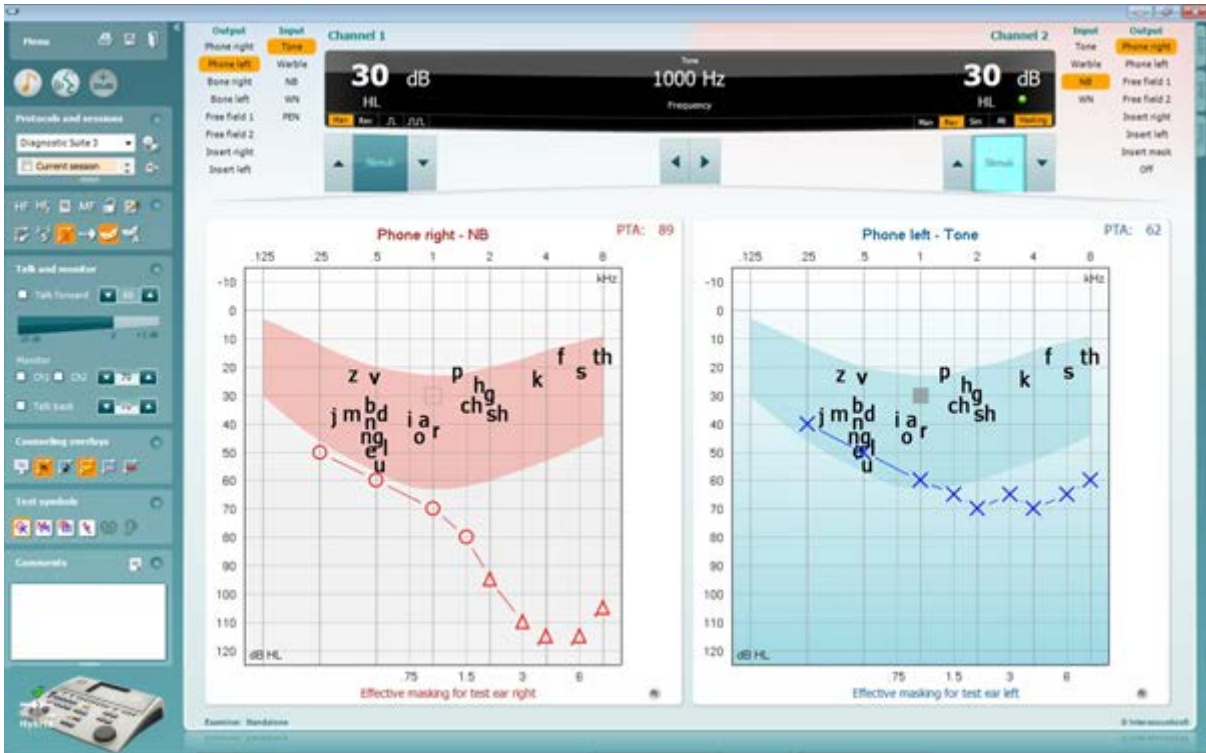 Menu
Output Input Channel 1
Phone right Tone
Phone left Warble
Bone right NB
Bone left WN
Free field 1 PEN
Free field 2
Insert right
Insert left
30 dB
HL
Man Rev
Tone
1000 Hz
Frequency
Channel 2 Input Output
30 dB
HL
Man Rev Sim Alt Masking
Tone Phone right
Warble Phone left
NB Free field 1
WN Free field 2
Insert right
Insert left
Insert mask
Off
Stimuli
Stimuli
Protocols and sessions
Diagnostic Suite 3
Current session
HF MF
Talk and monitor
Talk forward
Monitor
Ch1 Ch2
Talk back
Counseling overlays
Test symbols
Comments
Phone right - NB PTA: 89
.125 .25 .5 1 2 4 8
kHz
-10
0
10
20
30
40
50
60
70
80
90
100
110
120
f th
z v p k s
h
g
j m b d ch sh
n i a
ng o r
e l
u
dB HL
.75 1.5 3 6
Effective masking for test ear right
Phone left - Tone PTA: 62
.125 .25 .5 1 2 4 8
kHz
-10
0
10
20
30
40
50
60
70
80
90
100
110
120
f th
z v p k s
h
g
j m b d ch sh
n i a
ng o r
e l
u
dB HL
.75 1.5 3 6
Effective masking for test ear left
Examiner: Standalone
© Interacoustics